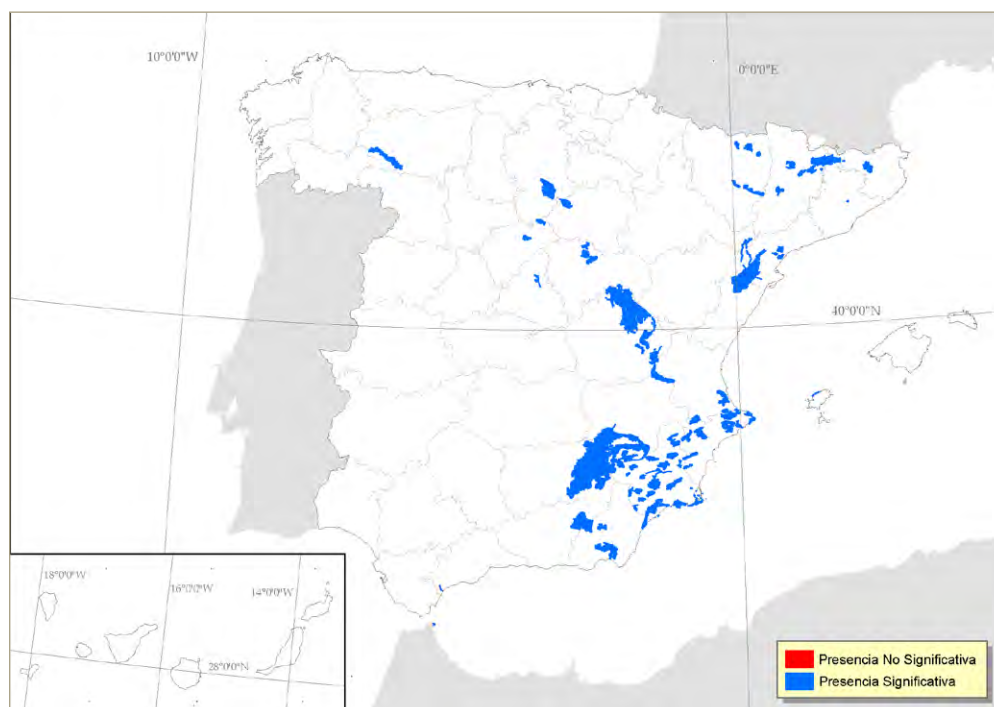 10°0'0"W
0°0'0"E
40°0'0"N
18°0'0"W
16°0'0"W
14°0'0"W
28°0'0"N
Presencia No Significativa
Presencia Significativa